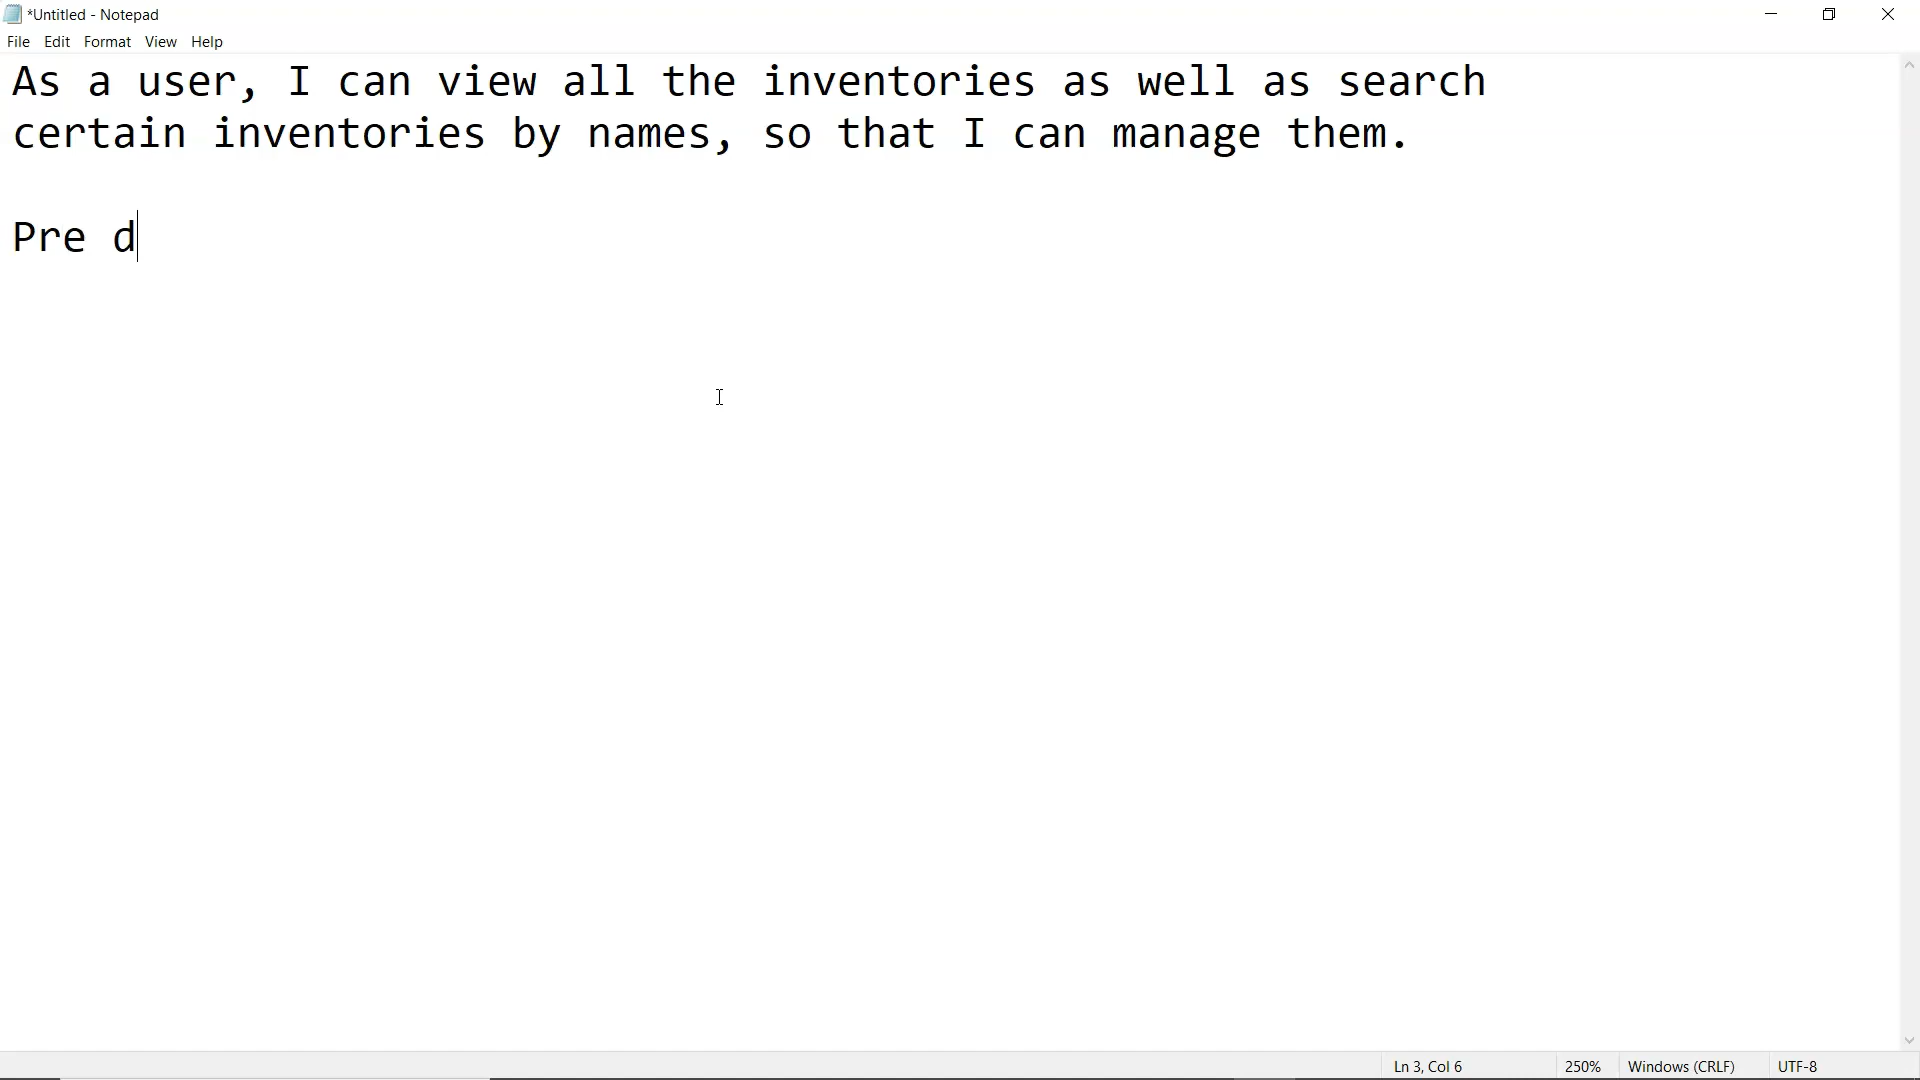 *Untitled - Notepad
File Edit Format View Help
As a user, I can view all the inventories as well as search
certain inventories by names, so that I can manage them.
Pre d
Ln 3, Col 6 250% Windows (CRLF) UTF-8